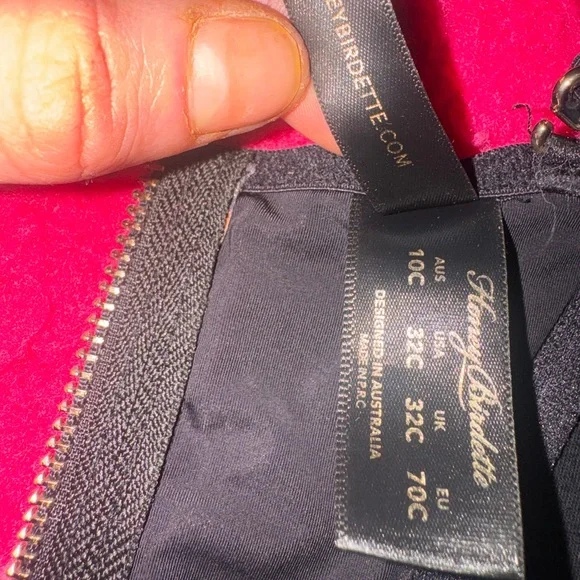 EYBIRDETTE.COM
Honey Birdette
AUS USA UK EU
10C 32C 32C 70C
DESIGNED IN AUSTRALIA
MADE IN P.R.C